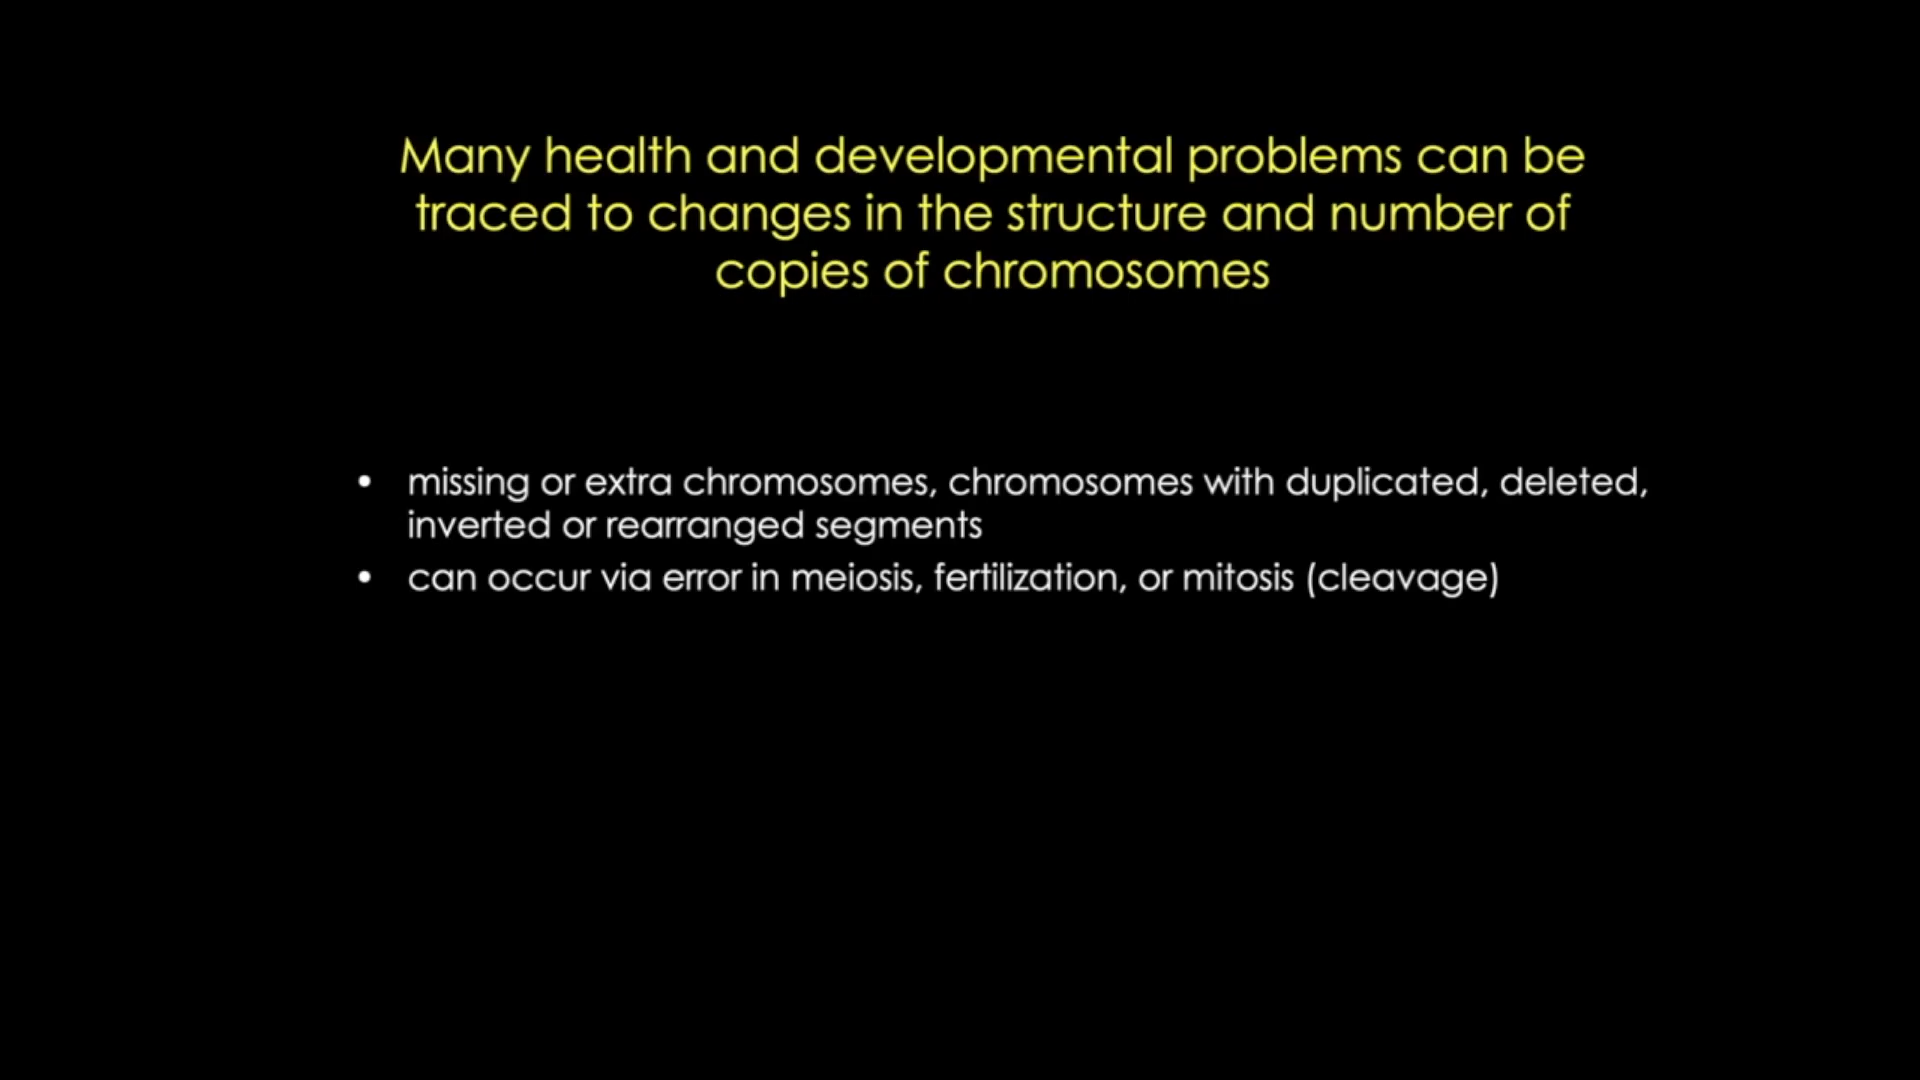 Many health and developmental problems can be
traced to changes in the structure and number of
copies of chromosomes
• missing or extra chromosomes, chromosomes with duplicated, deleted,
inverted or rearranged segments
• can occur via error in meiosis, fertilization, or mitosis (cleavage)